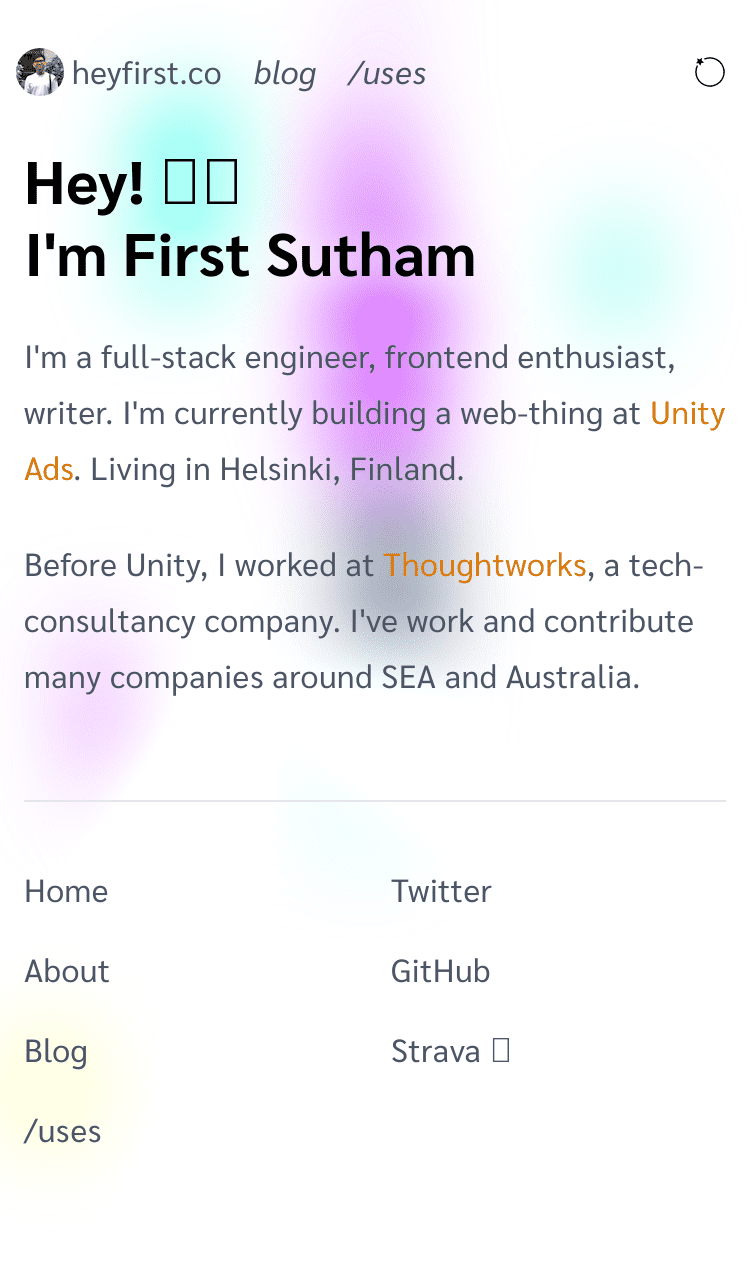 heyfirst.co blog /uses
Hey!
I'm First Sutham
I'm a full-stack engineer, frontend enthusiast,
writer. I'm currently building a web-thing at Unity
Ads. Living in Helsinki, Finland.
Before Unity, I worked at Thoughtworks, a tech-
consultancy company. I've work and contribute
many companies around SEA and Australia.
Home
About
Blog
/uses
Twitter
GitHub
Strava